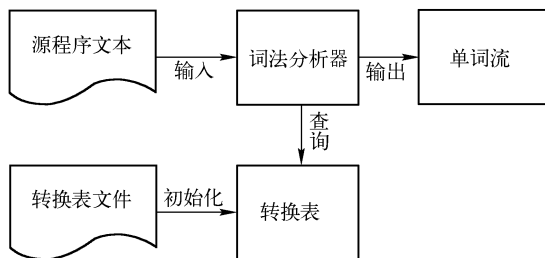 源程序文本
输入
词法分析器
输出
单词流
查询
转换表文件
初始化
转换表